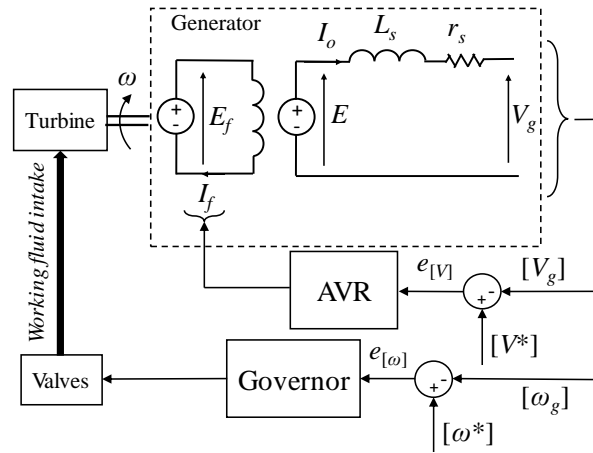 Generator
I_o
L_s
r_s
ω
+
-
E_f
+
-
E
V_g
Turbine
I_f
Working fluid intake
e_[V]
[V_g]
AVR
+
-
[V*]
e_[ω]
Valves
Governor
+
-
[ω_g]
[ω*]